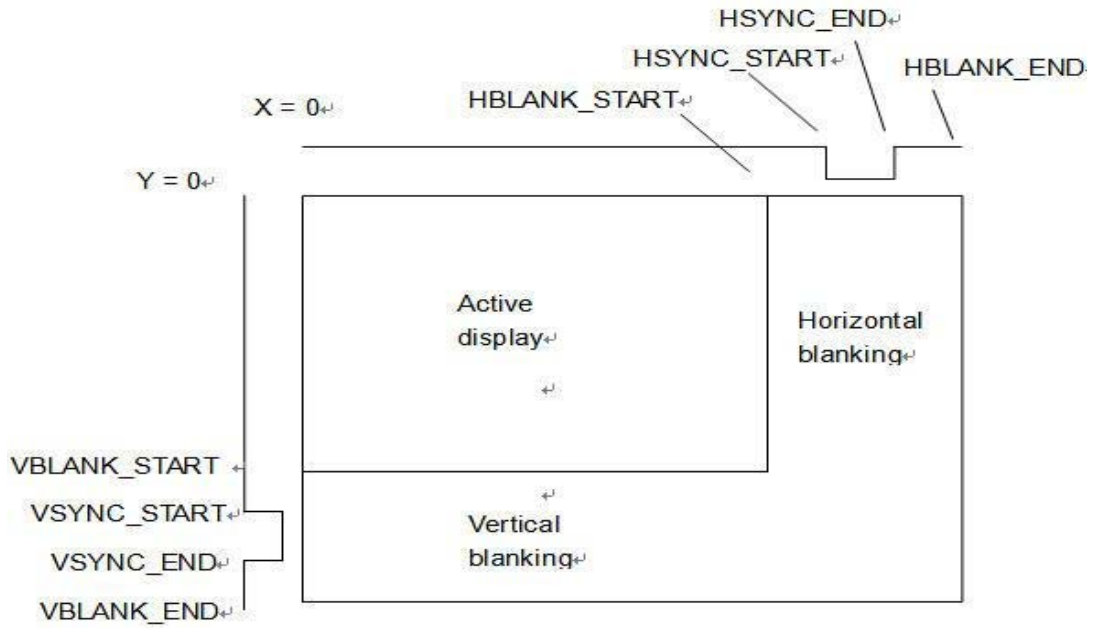 HSYNC_END↵
HSYNC_START↵
HBLANK_END
HBLANK_START↵
X = 0↵
Y = 0↵
Active
display↵
↵
Horizontal
blanking↵
VBLANK_START ↵
↵
VSYNC_START↵
Vertical
blanking↵
VSYNC_END↵
VBLANK_END↵